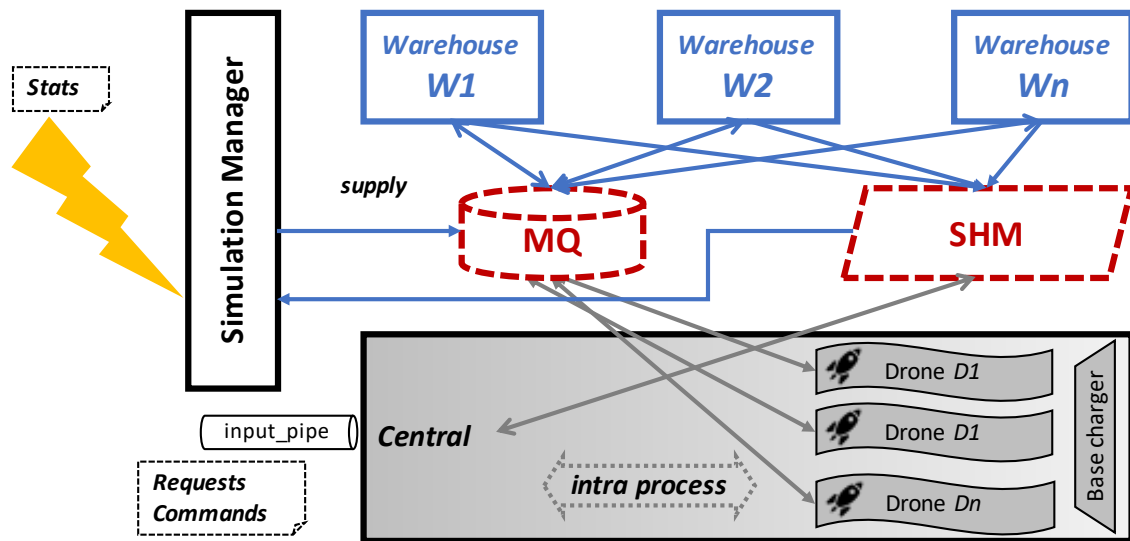 Stats
Simulation Manager
Warehouse
W1
Warehouse
W2
Warehouse
Wn
supply
MQ
SHM
input_pipe
Requests
Commands
Central
intra process
Drone D1
Drone D1
Drone Dn
Base charger